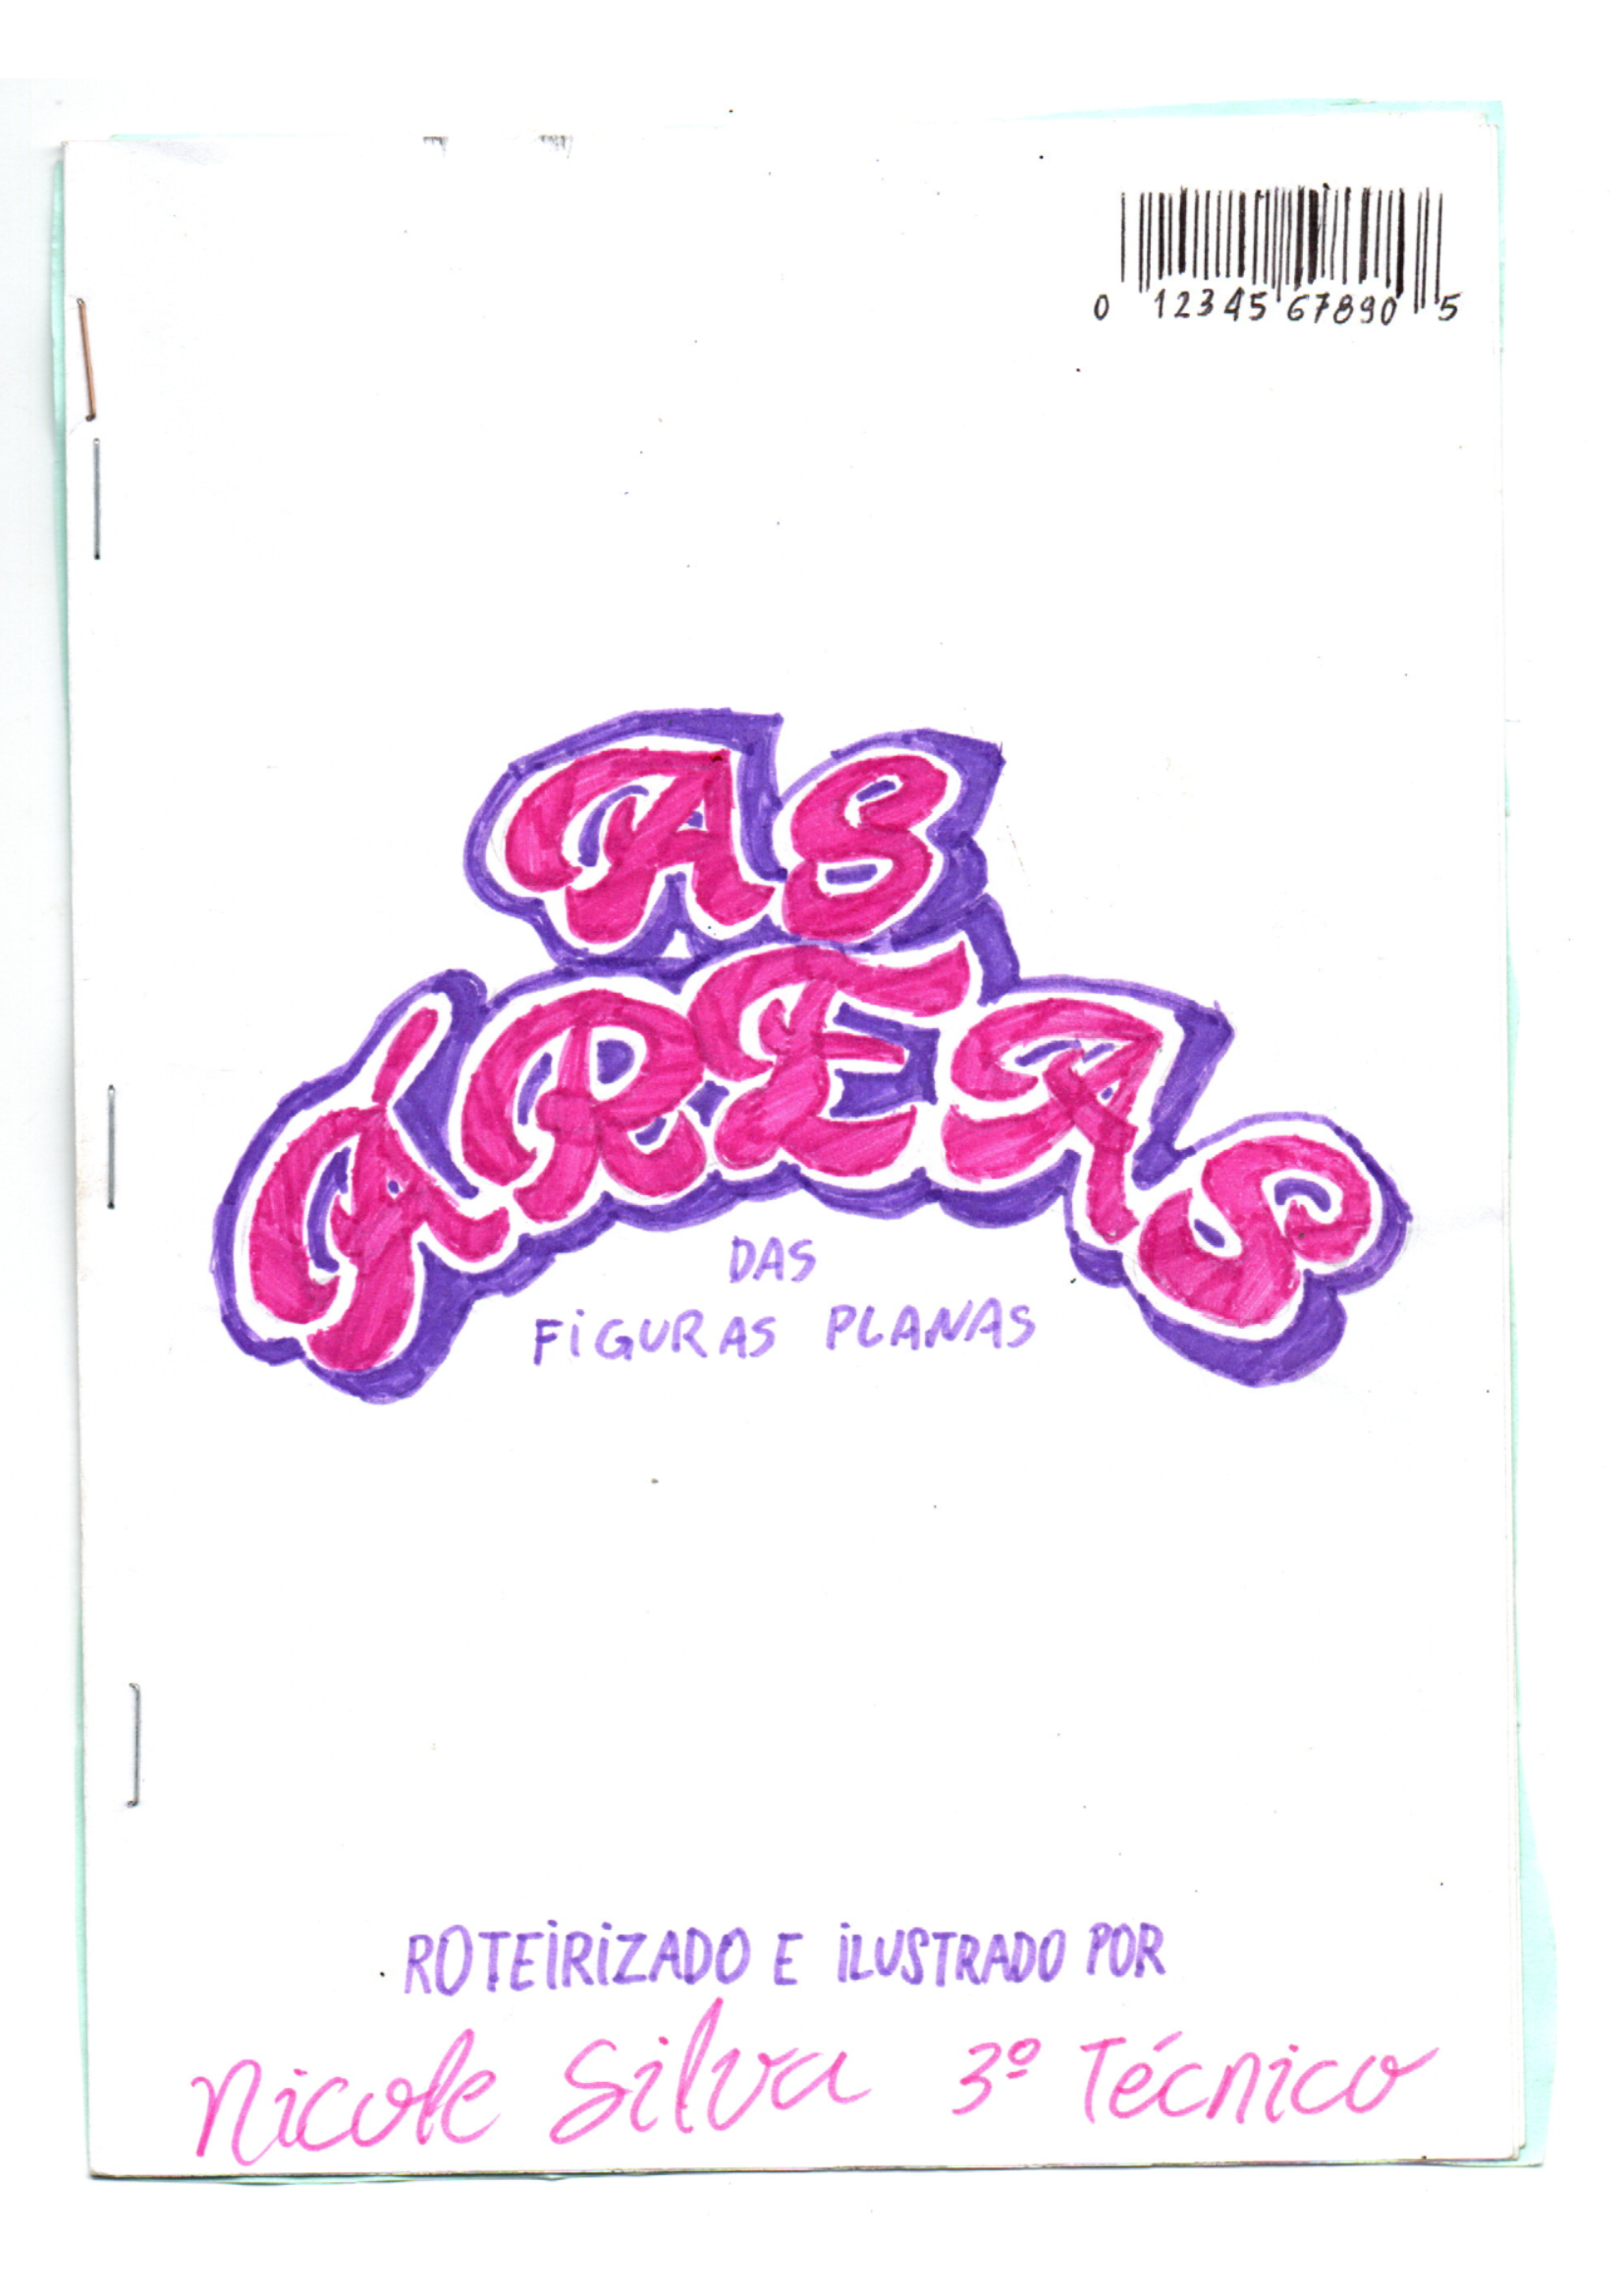 0 12345 67890 5
AS
ÁREAS
DAS
FIGURAS PLANAS
ROTEIRIZADO E ILUSTRADO POR
Nicole Silva 3º Técnico